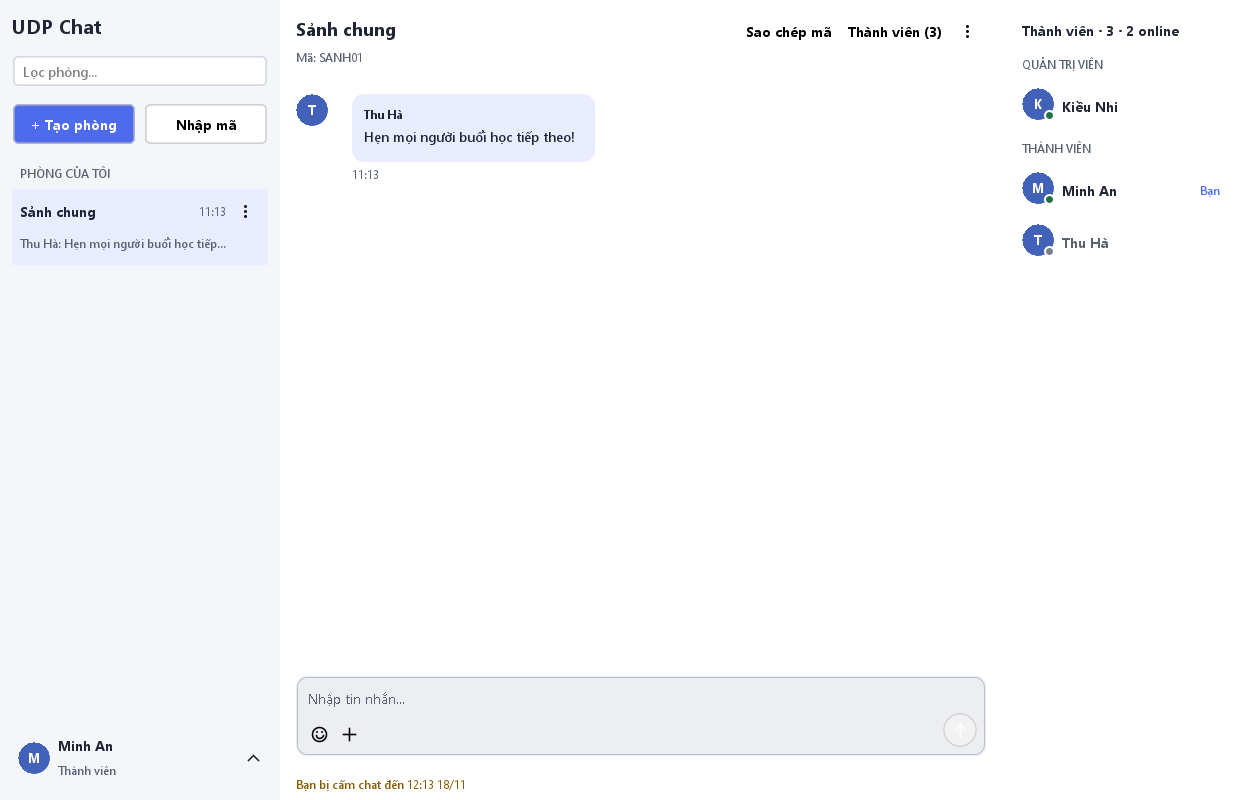 UDP Chat
Lọc phòng...
+ Tạo phòng
Nhập mã
PHÒNG CỦA TÔI
Sảnh chung
11:13
Thu Hà: Hẹn mọi người buổi học tiếp...
M
Minh An
Thành viên
Sảnh chung
Mã: SANH01
Sao chép mã
Thành viên (3)
T
Thu Hà
Hẹn mọi người buổi học tiếp theo!
11:13
Nhập tin nhắn...
Bạn bị cấm chat đến 12:13 18/11
Thành viên · 3 · 2 online
QUẢN TRỊ VIÊN
K
Kiều Nhi
THÀNH VIÊN
M
Minh An
Bạn
T
Thu Hà